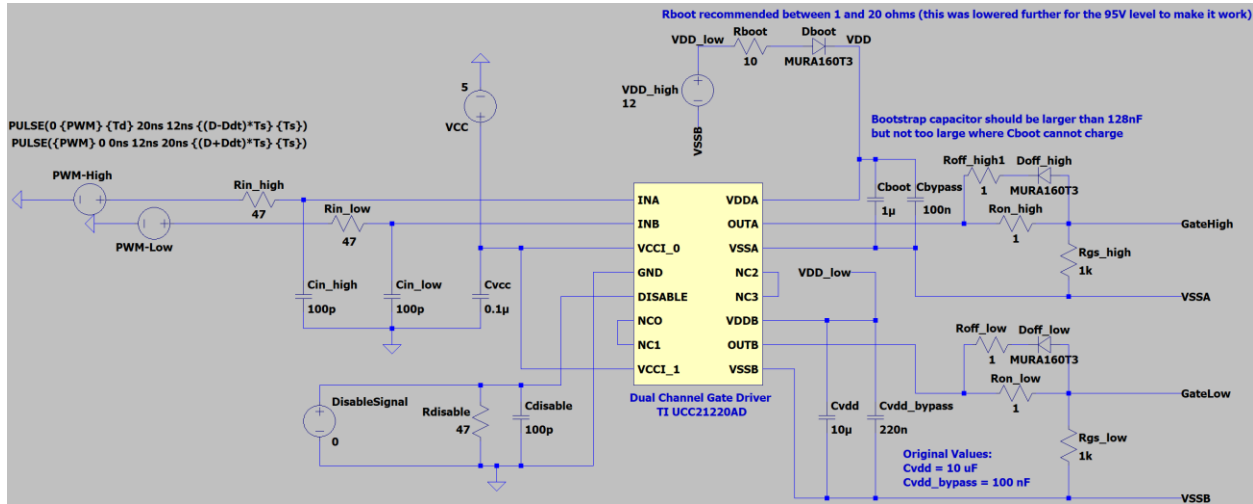 Rboot recommended between 1 and 20 ohms (this was lowered further for the 95V level to make it work)
VDD_low
Rboot
Dboot
VDD
10
MURA160T3
VDD_high
12
VSSB
5
VCC
PULSE(0 {PWM} {Td} 20ns 12ns {(D-Ddt)*Ts} {Ts})
PULSE({PWM} 0 0ns 12ns 20ns {(D+Ddt)*Ts} {Ts})
Bootstrap capacitor should be larger than 128nF
but not too large where Cboot cannot charge
PWM-High
Rin_high
47
Rin_low
47
PWM-Low
Cin_high
100p
Cin_low
100p
Cvcc
0.1µ
INA
INB
VCCI_0
GND
DISABLE
NCO
NC1
VCCI_1
VDDA
OUTA
VSSA
NC2
NC3
VDDB
OUTB
VSSB
Dual Channel Gate Driver
TI UCC21220AD
Cboot
1µ
Cbypass
100n
Roff_high1
1
Doff_high
MURA160T3
Ron_high
1
GateHigh
Rgs_high
1k
VSSA
VDD_low
Roff_low
1
Doff_low
MURA160T3
Ron_low
1
GateLow
Rgs_low
1k
VSSB
Cvdd
10µ
Cvdd_bypass
220n
Original Values:
Cvdd = 10 uF
Cvdd_bypass = 100 nF
DisableSignal
0
Rdisable
47
Cdisable
100p